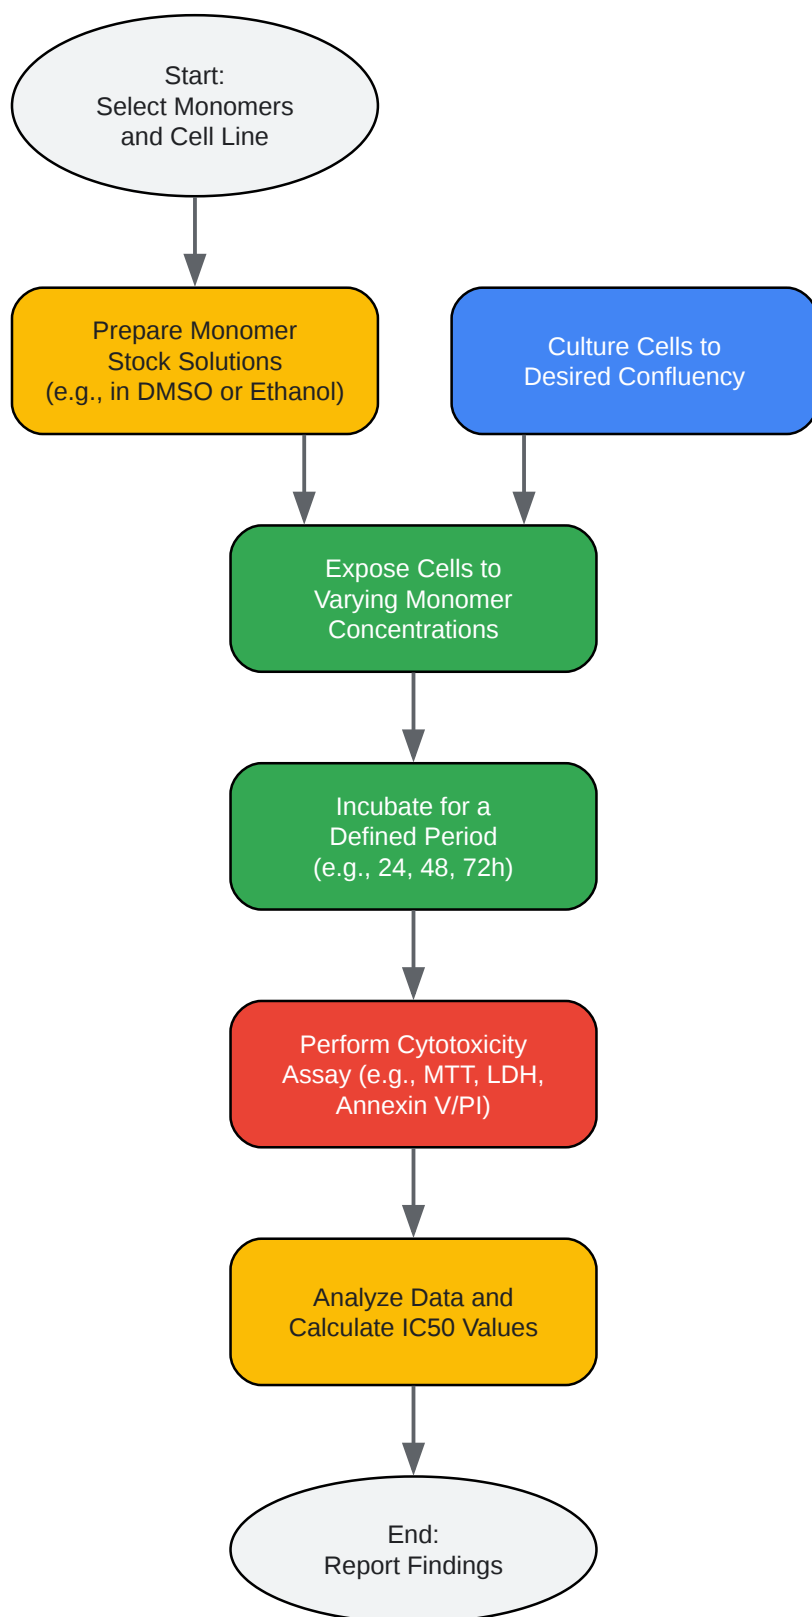 Start:
Select Monomers
and Cell Line
Prepare Monomer
Stock Solutions
(e.g., in DMSO or Ethanol)
Culture Cells to
Desired Confluency
Expose Cells to
Varying Monomer
Concentrations
Incubate for a
Defined Period
(e.g., 24, 48, 72h)
Perform Cytotoxicity
Assay (e.g., MTT, LDH,
Annexin V/PI)
Analyze Data and
Calculate IC50 Values
End:
Report Findings